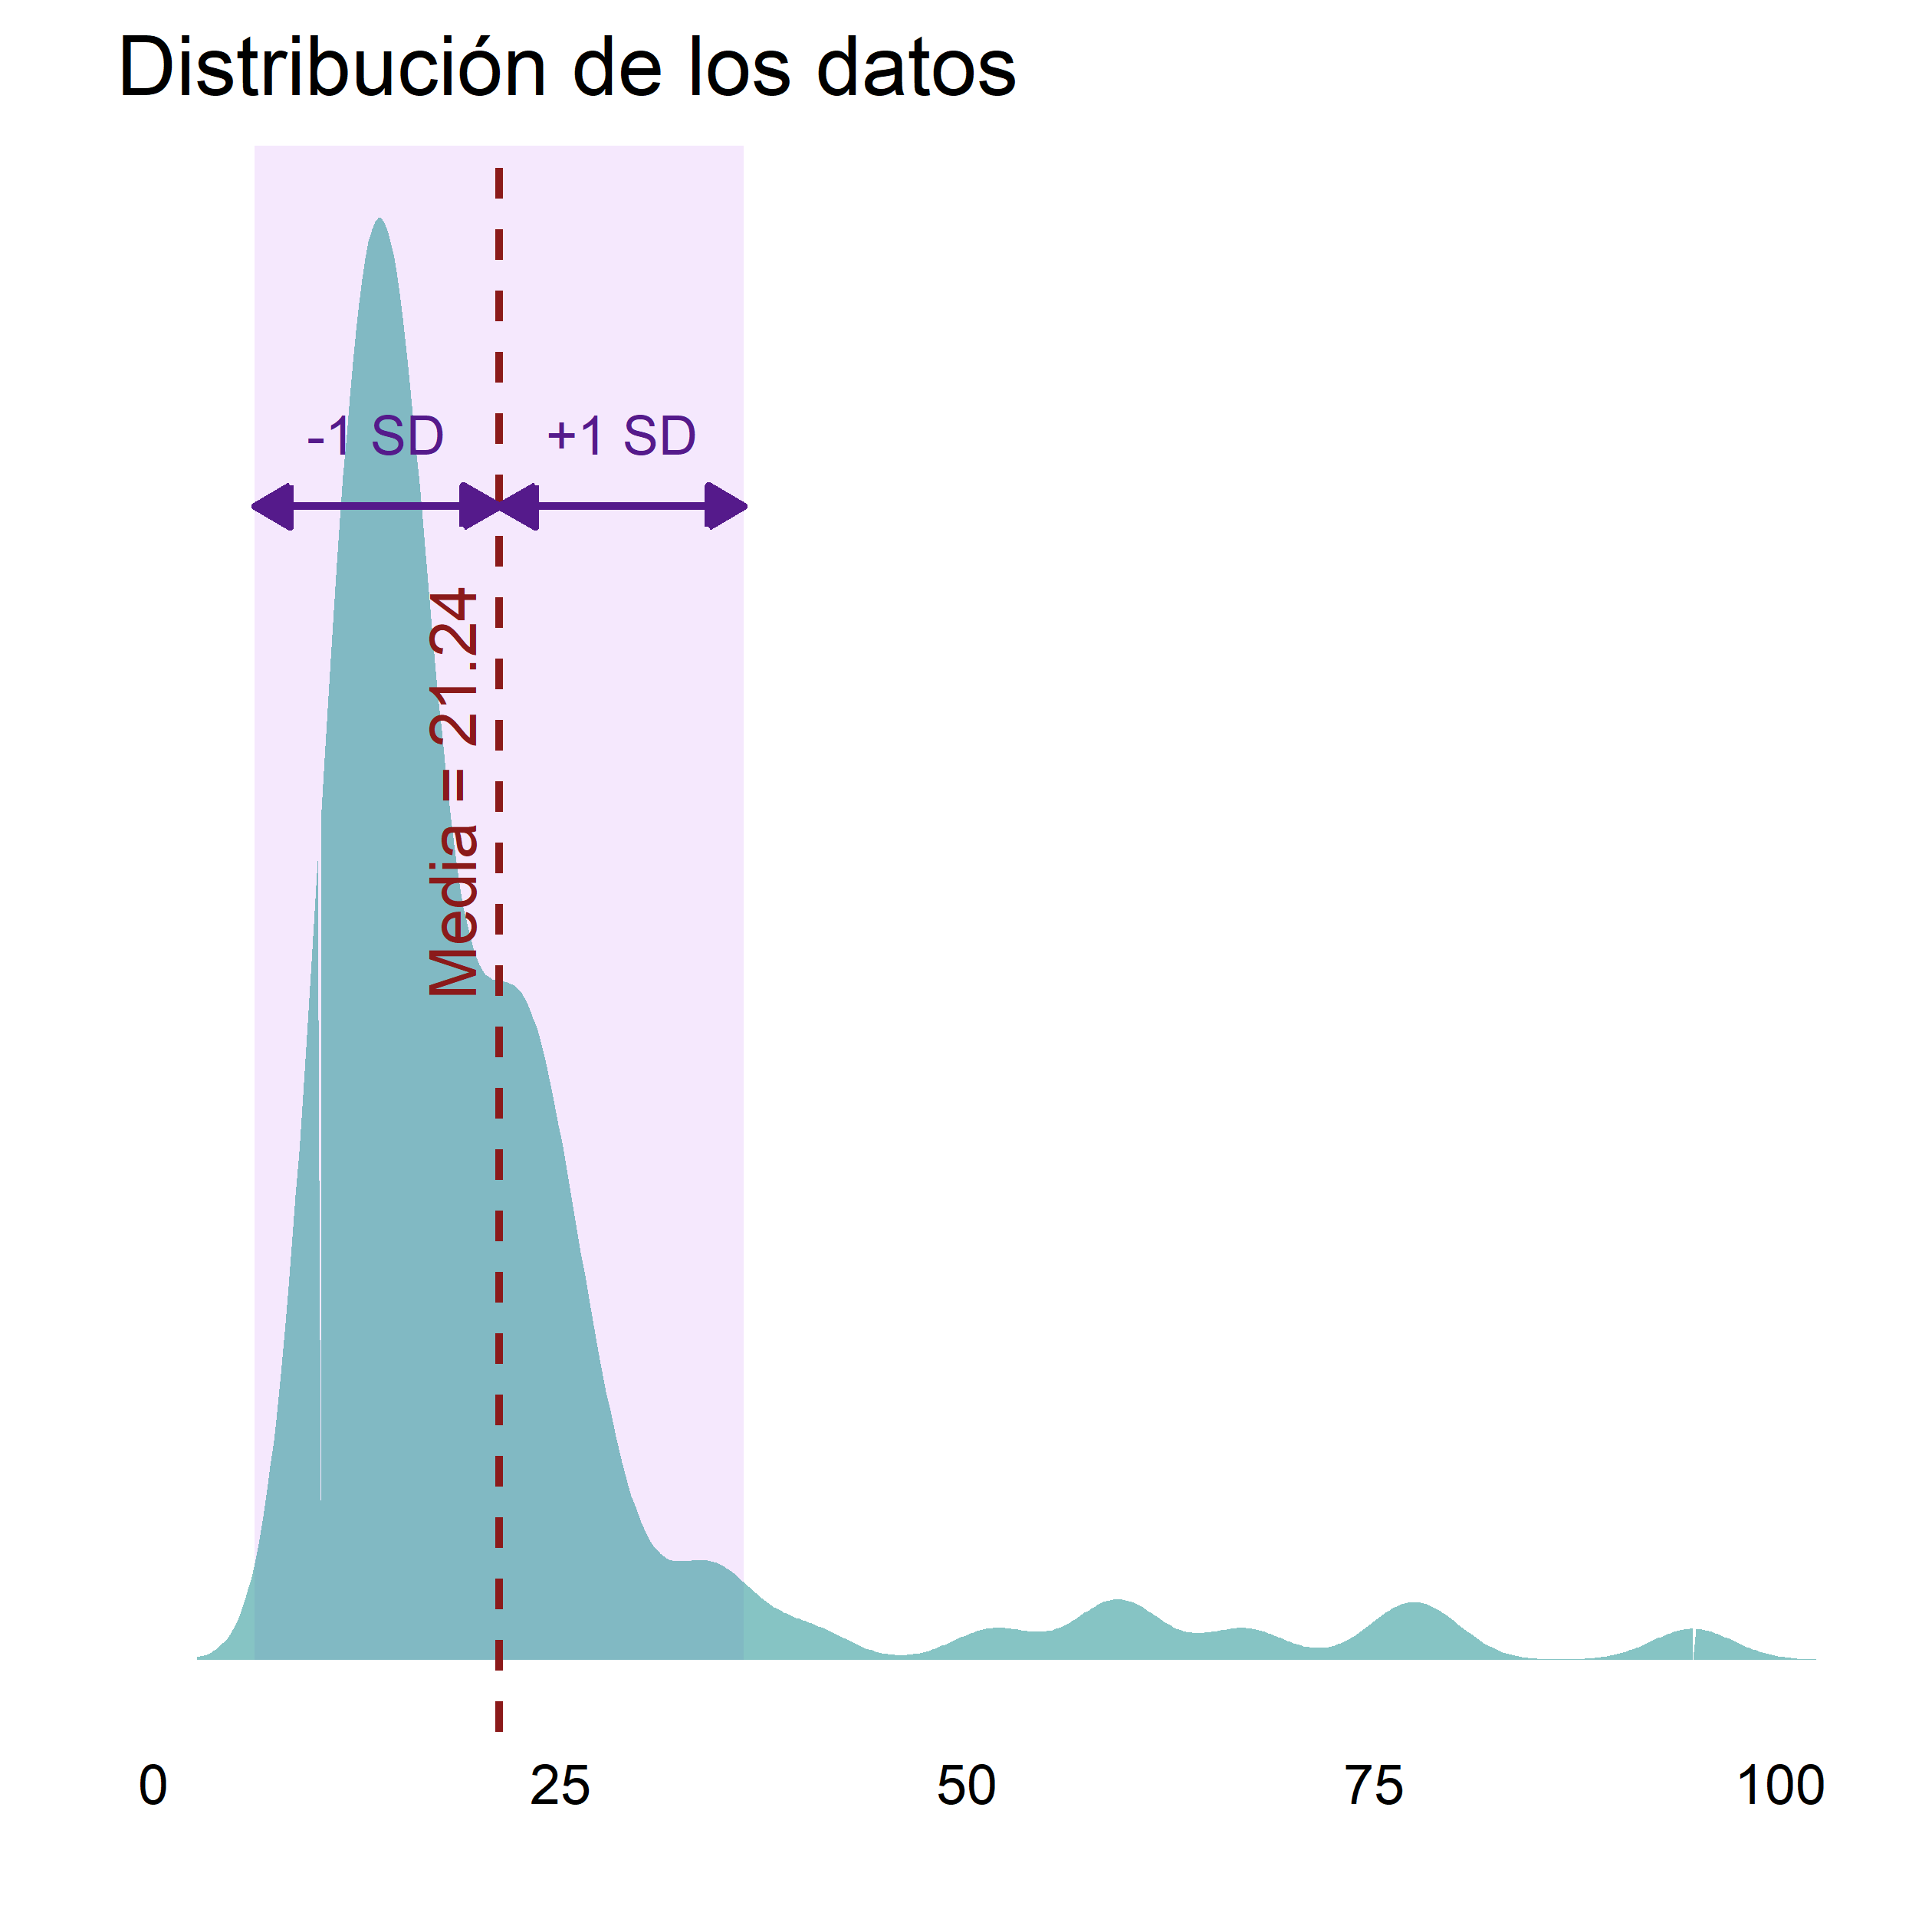 Distribución de los datos
-1 SD
+1 SD
Media = 21.24
0
25
50
75
100